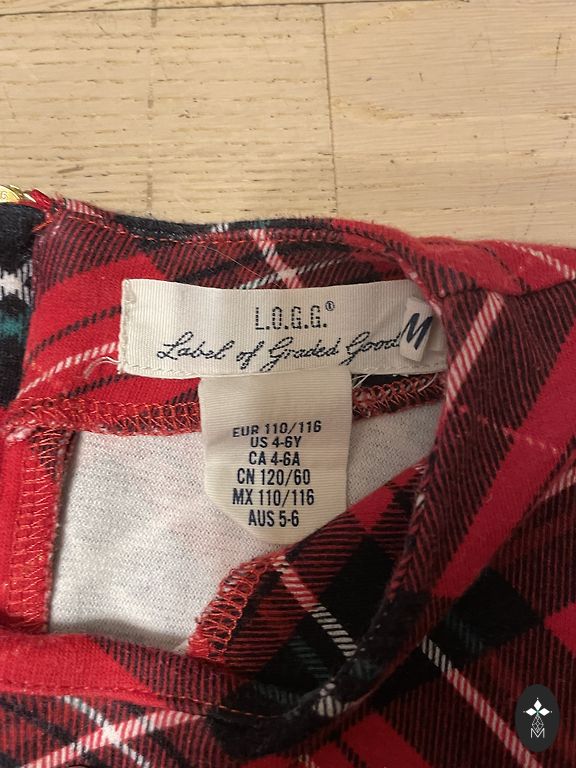 L.O.G.G.®
Label of Graded Good
M
EUR 110/116
US 4-6Y
CA 4-6A
CN 120/60
MX 110/116
AUS 5-6
M